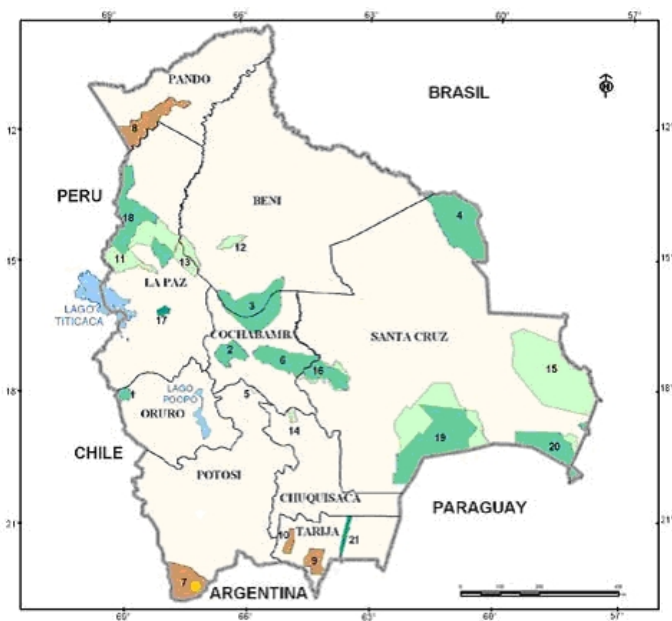 69° 66° 63° 60° 57°
PANDO
BRASIL
N
12° 8 12°
PERU
BENI
18 4
11 13 12
15° 15°
LA PAZ
LAGO
TITICACA
3
17
COCHABAMB.
SANTA CRUZ
2 6 16 15
18° 1 LAGO
POOPO
5 18°
ORURO
14
CHILE
19 20
POTOSI
CHUQUISACA
PARAGUAY
21° 21°
TARIJA
10 21
9
7
ARGENTINA
69° 66° 63° 60° 57°